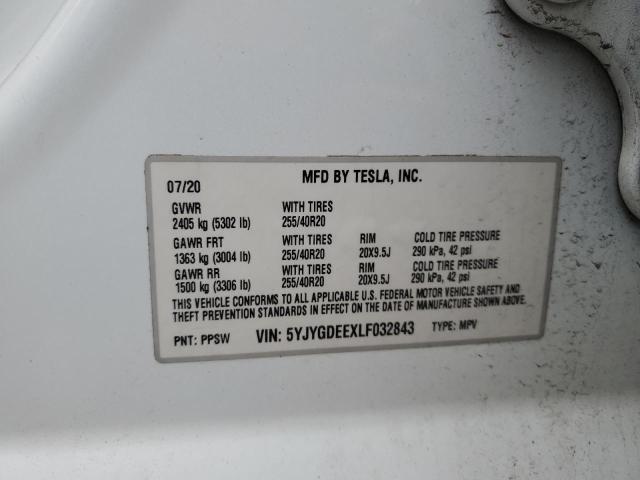 MFD BY TESLA, INC.
07/20
GVWR WITH TIRES
2405 kg (5302 lb) 255/40R20
GAWR FRT WITH TIRES RIM COLD TIRE PRESSURE
1363 kg (3004 lb) 255/40R20 20X9.5J 290 kPa, 42 psi
GAWR RR WITH TIRES RIM COLD TIRE PRESSURE
1500 kg (3306 lb) 255/40R20 20X9.5J 290 kPa, 42 psi
THIS VEHICLE CONFORMS TO ALL APPLICABLE U.S. FEDERAL MOTOR VEHICLE SAFETY AND
THEFT PREVENTION STANDARDS IN EFFECT ON THE DATE OF MANUFACTURE SHOWN ABOVE.
PNT: PPSW VIN: 5YJYGDEEXLF032843 TYPE: MPV